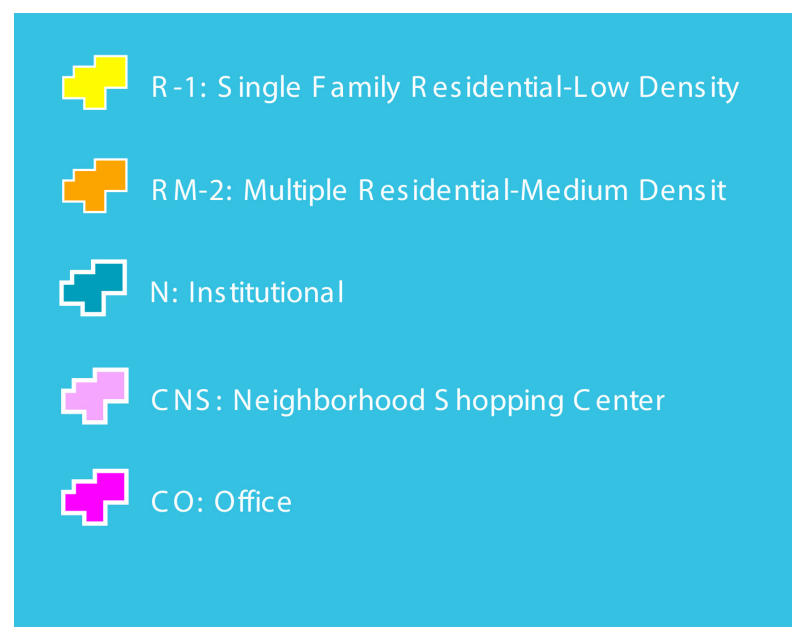 R-1: Single Family Residential-Low Density
RM-2: Multiple Residential-Medium Densit
N: Institutional
CNS: Neighborhood Shopping Center
CO: Office